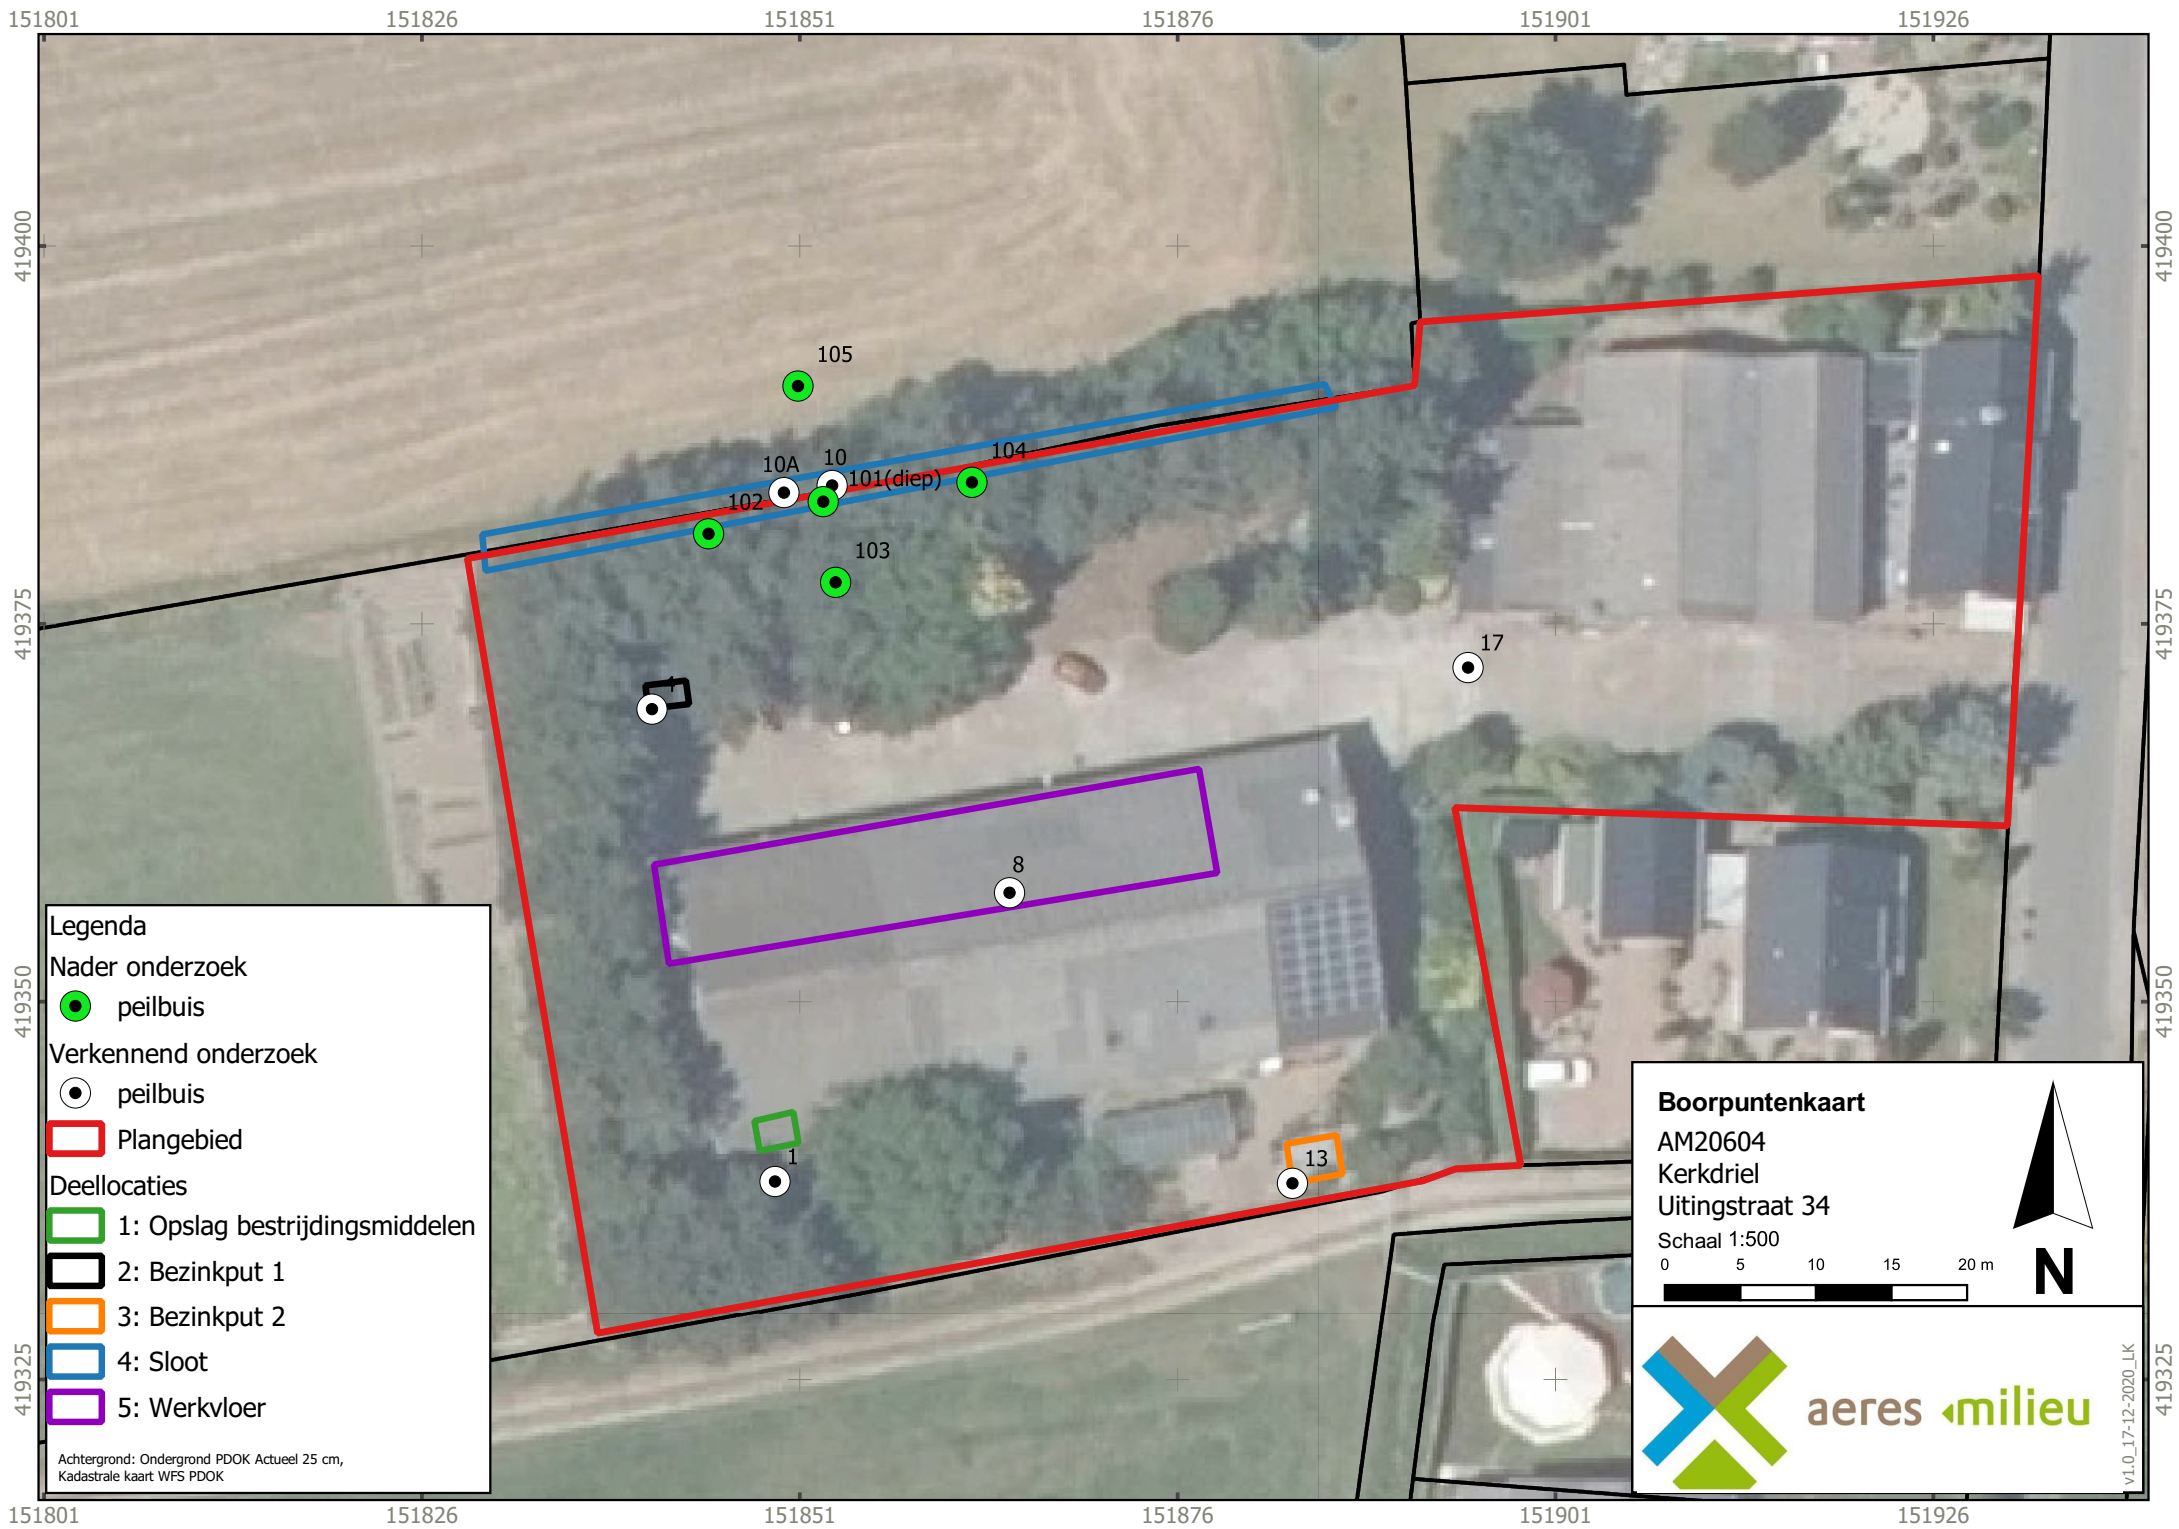 151801 151826 151851 151876 151901 151926
419400 419400
105
104
10A 10
101(diep)
102
103
419375 419375
17
4
8
419350 419350
1
13
419325 419325
Legenda
Nader onderzoek
peilbuis
Verkennend onderzoek
peilbuis
Plangebied
Deellocaties
1: Opslag bestrijdingsmiddelen
2: Bezinkput 1
3: Bezinkput 2
4: Sloot
5: Werkvloer
Achtergrond: Ondergrond PDOK Actueel 25 cm,
Kadastrale kaart WFS PDOK
Boorpuntenkaart
AM20604
Kerkdriel
Uitingstraat 34
Schaal 1:500
0 5 10 15 20 m
N
aeres milieu
v1.0_17-12-2020_LK
151801 151826 151851 151876 151901 151926